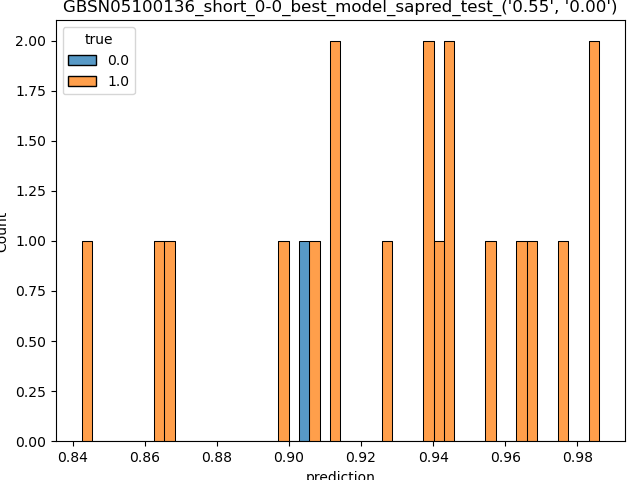 GBSN05100136_short_0-0_best_model_sapred_test_('0.55', '0.00')
true
0.0
1.0
2.00
1.75
1.50
1.25
1.00
0.75
0.50
0.25
0.00
Count
0.84 0.86 0.88 0.90 0.92 0.94 0.96 0.98
prediction